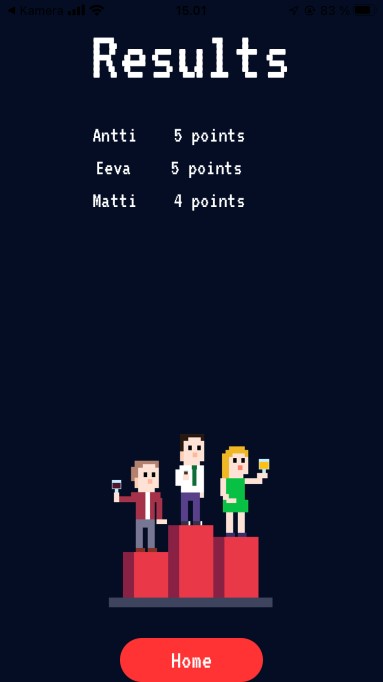 Kamera
15.01
83 %
Results
Antti 5 points
Eeva 5 points
Matti 4 points
Home